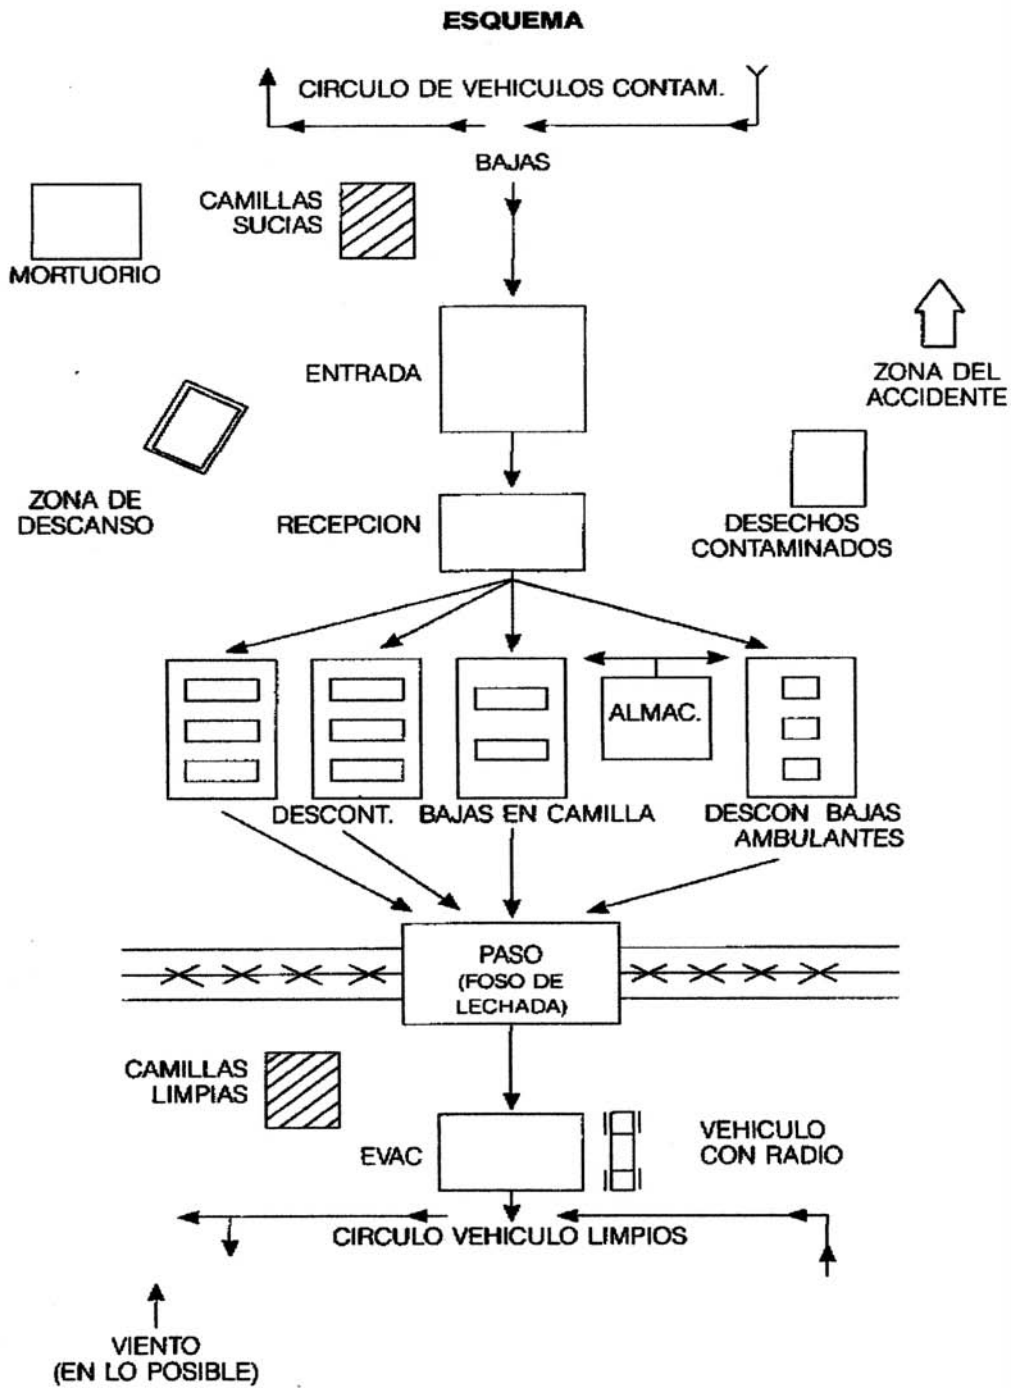 ESQUEMA
CIRCULO DE VEHICULOS CONTAM.
BAJAS
CAMILLAS
SUCIAS
MORTUORIO
ENTRADA
ZONA DEL
ACCIDENTE
ZONA DE
DESCANSO
RECEPCION
DESECHOS
CONTAMINADOS
ALMAC.
DESCONT. BAJAS EN CAMILLA
DESCON BAJAS
AMBULANTES
PASO
(FOSO DE
LECHADA)
CAMILLAS
LIMPIAS
EVAC
VEHICULO
CON RADIO
CIRCULO VEHICULO LIMPIOS
VIENTO
(EN LO POSIBLE)